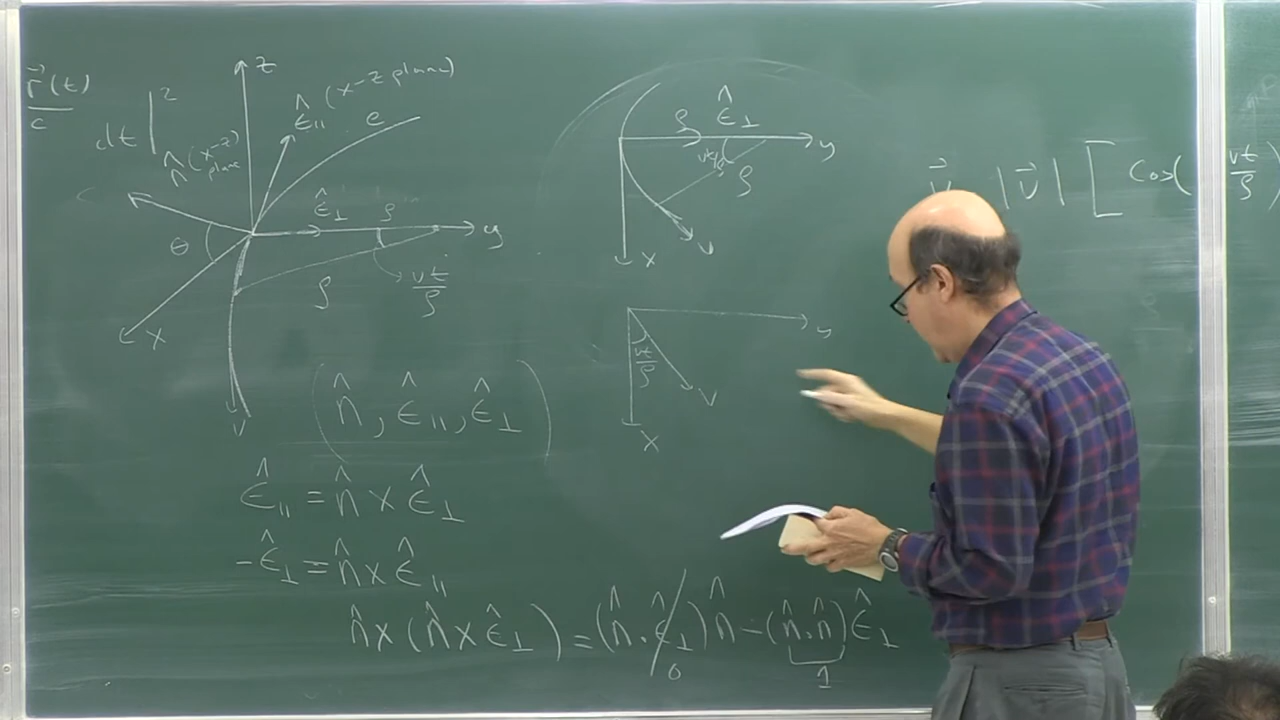 r⃗(t)
c
dt |²
z
ε̂∥ (x-z plane)
n̂ (x-z plane)
e
ε̂⊥
ρ
y
θ
ρ
vt/ρ
x
v
(n̂, ε̂∥, ε̂⊥)
ε̂∥ = n̂ × ε̂⊥
-ε̂⊥ = n̂ × ε̂∥
n̂ × (n̂ × ε̂⊥) = (n̂ . ε̂⊥) n̂ - (n̂ . n̂) ε̂⊥
0
1
ρ
ε̂⊥
y
vt/ρ
ρ
x
v
y
vt/ρ
v
x
v⃗ |v⃗| [ cos( vt/ρ )